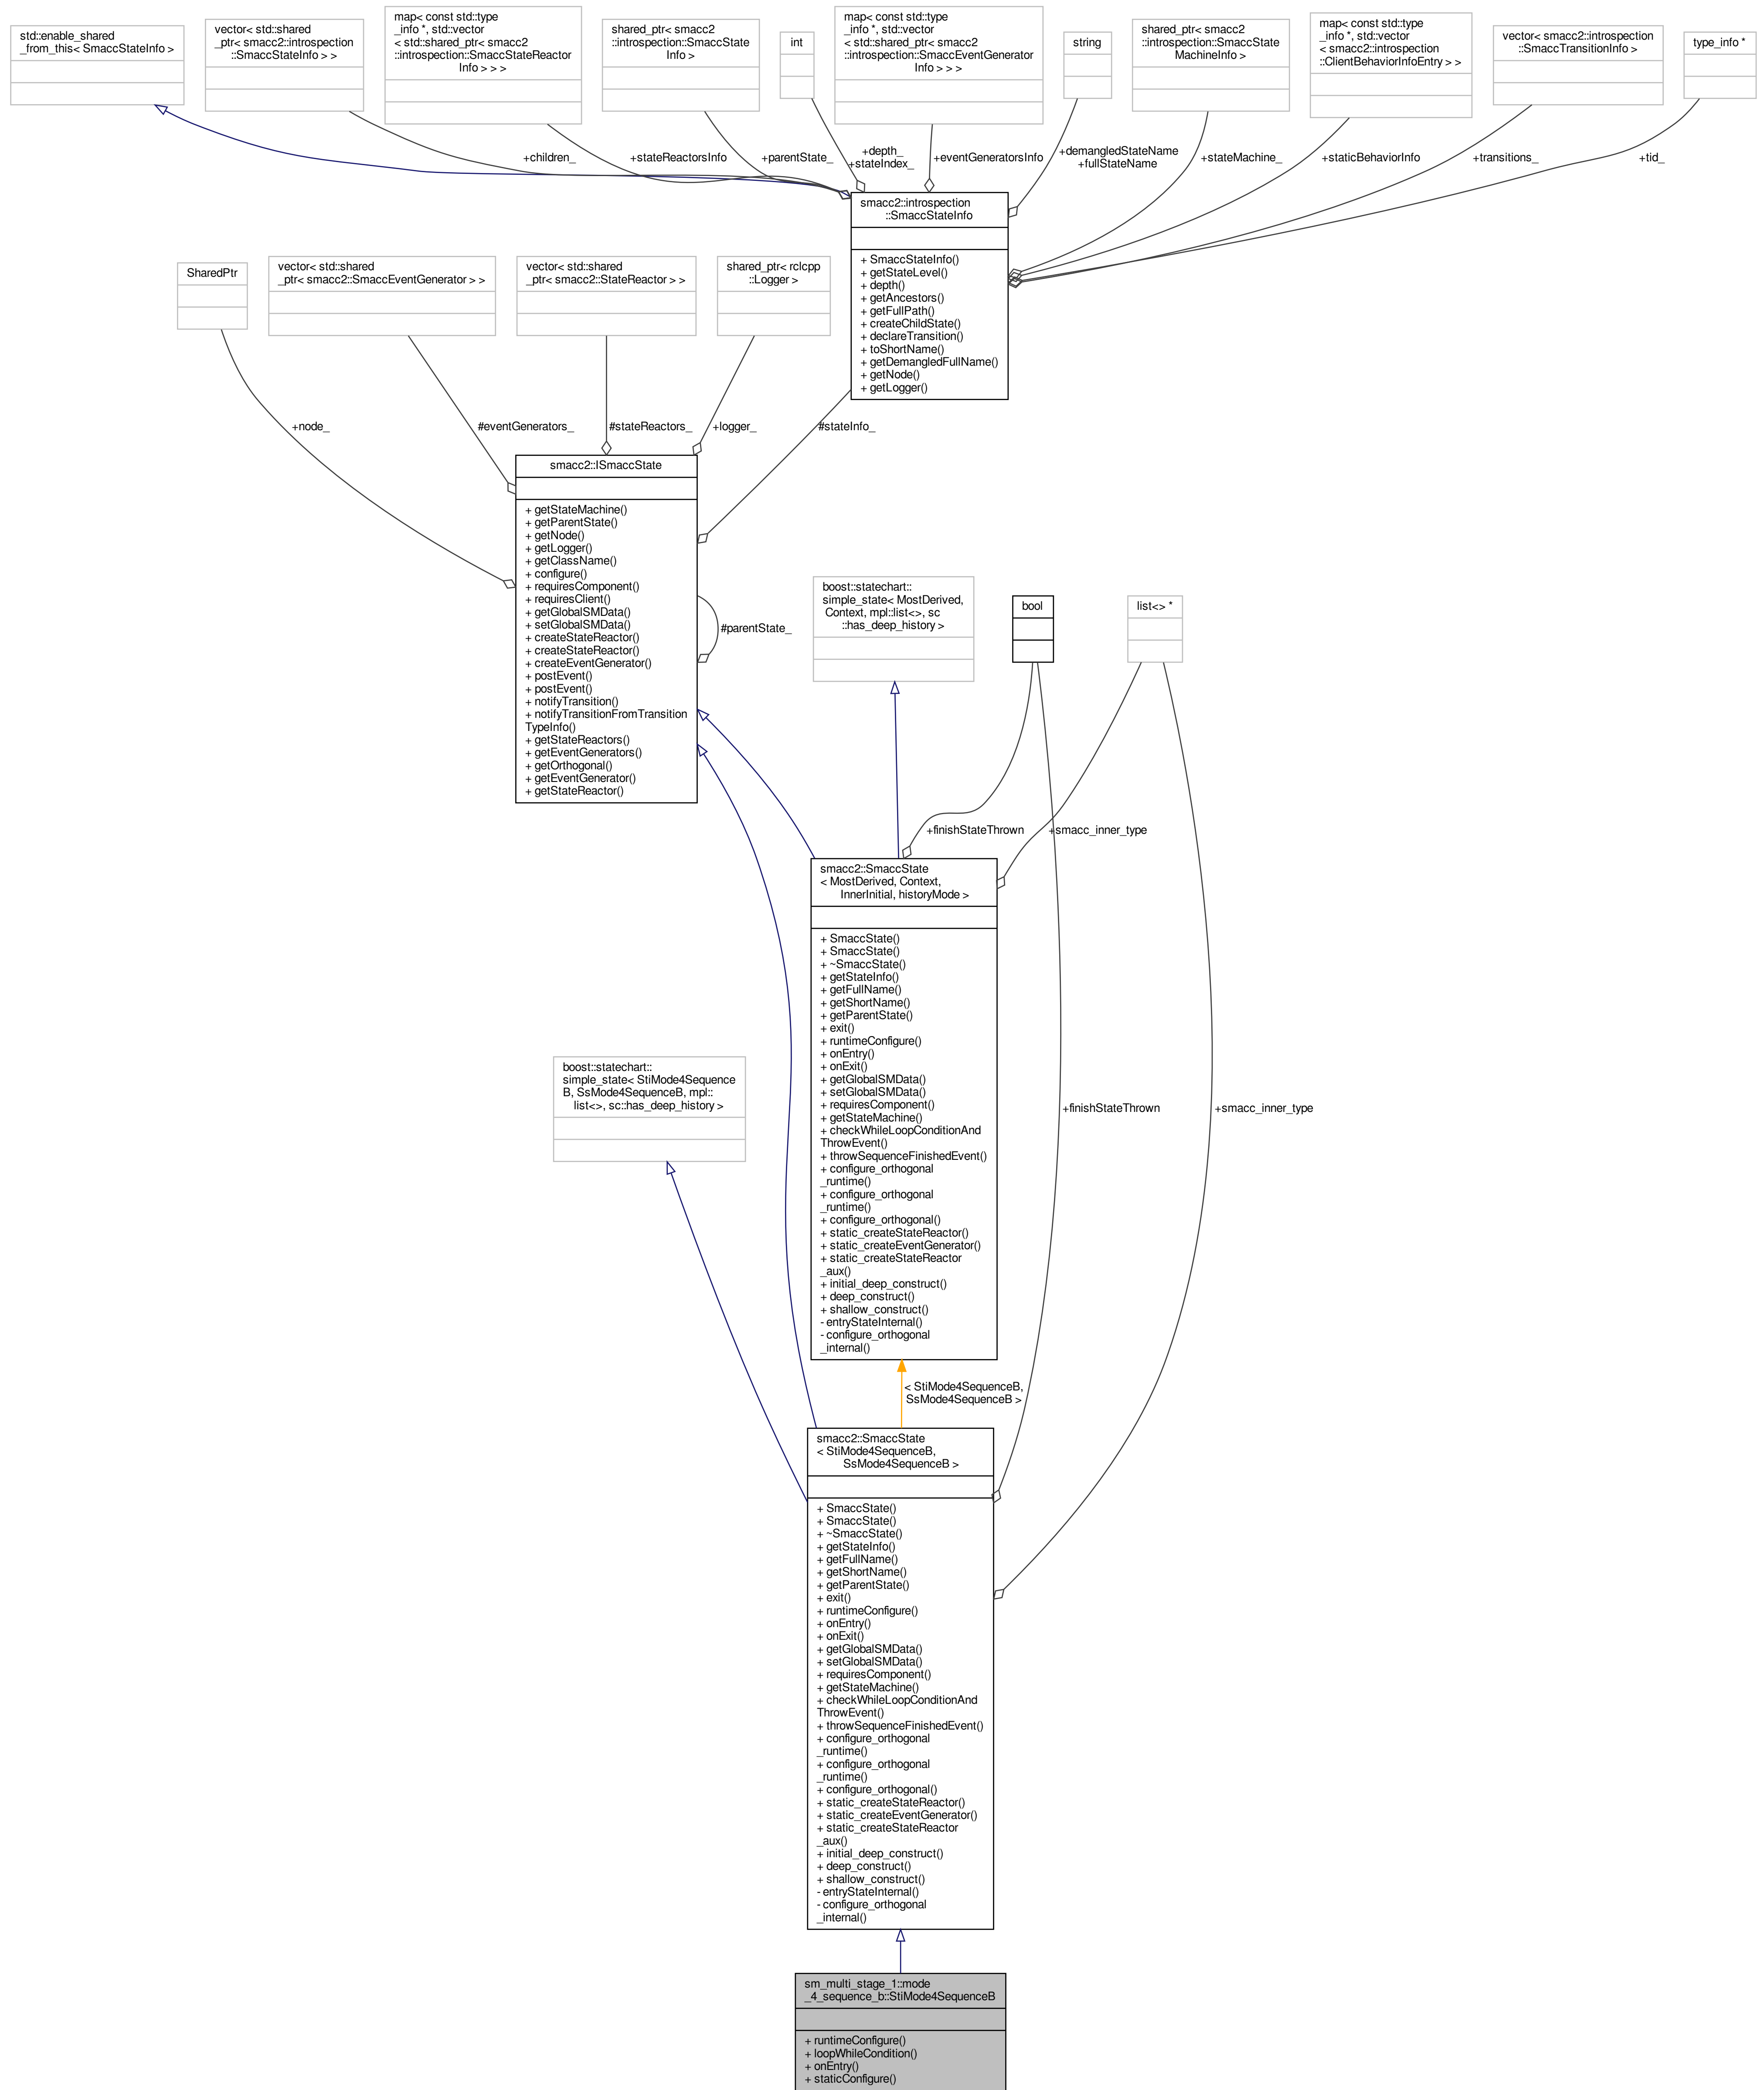 std::enable_shared
_from_this< SmaccStateInfo >
vector< std::shared
_ptr< smacc2::introspection
::SmaccStateInfo > >
map< const std::type
_info *, std::vector
< std::shared_ptr< smacc2
::introspection::SmaccStateReactor
Info > > >
shared_ptr< smacc2
::introspection::SmaccState
Info >
int
map< const std::type
_info *, std::vector
< std::shared_ptr< smacc2
::introspection::SmaccEventGenerator
Info > > >
string
shared_ptr< smacc2
::introspection::SmaccState
MachineInfo >
map< const std::type
_info *, std::vector
< smacc2::introspection
::ClientBehaviorInfoEntry > >
vector< smacc2::introspection
::SmaccTransitionInfo >
type_info *
+children_
+stateReactorsInfo
+parentState_
+depth_
+stateIndex_
+eventGeneratorsInfo
+demangledStateName
+fullStateName
+stateMachine_
+staticBehaviorInfo
+transitions_
+tid_
smacc2::introspection
::SmaccStateInfo
+ SmaccStateInfo()
+ getStateLevel()
+ depth()
+ getAncestors()
+ getFullPath()
+ createChildState()
+ declareTransition()
+ toShortName()
+ getDemangledFullName()
+ getNode()
+ getLogger()
SharedPtr
vector< std::shared
_ptr< smacc2::SmaccEventGenerator > >
vector< std::shared
_ptr< smacc2::StateReactor > >
shared_ptr< rclcpp
::Logger >
+node_
#eventGenerators_
#stateReactors_
+logger_
#stateInfo_
smacc2::ISmaccState
+ getStateMachine()
+ getParentState()
+ getNode()
+ getLogger()
+ getClassName()
+ configure()
+ requiresComponent()
+ requiresClient()
+ getGlobalSMData()
+ setGlobalSMData()
+ createStateReactor()
+ createStateReactor()
+ createEventGenerator()
+ postEvent()
+ postEvent()
+ notifyTransition()
+ notifyTransitionFromTransition
TypeInfo()
+ getStateReactors()
+ getEventGenerators()
+ getOrthogonal()
+ getEventGenerator()
+ getStateReactor()
#parentState_
boost::statechart::
simple_state< MostDerived,
Context, mpl::list<>, sc
::has_deep_history >
bool
list<> *
+finishStateThrown
+smacc_inner_type
smacc2::SmaccState
< MostDerived, Context,
InnerInitial, historyMode >
+ SmaccState()
+ SmaccState()
+ ~SmaccState()
+ getStateInfo()
+ getFullName()
+ getShortName()
+ getParentState()
+ exit()
+ runtimeConfigure()
+ onEntry()
+ onExit()
+ getGlobalSMData()
+ setGlobalSMData()
+ requiresComponent()
+ getStateMachine()
+ checkWhileLoopConditionAnd
ThrowEvent()
+ throwSequenceFinishedEvent()
+ configure_orthogonal
_runtime()
+ configure_orthogonal
_runtime()
+ configure_orthogonal()
+ static_createStateReactor()
+ static_createEventGenerator()
+ static_createStateReactor
_aux()
+ initial_deep_construct()
+ deep_construct()
+ shallow_construct()
- entryStateInternal()
- configure_orthogonal
_internal()
boost::statechart::
simple_state< StiMode4Sequence
B, SsMode4SequenceB, mpl::
list<>, sc::has_deep_history >
+finishStateThrown
+smacc_inner_type
< StiMode4SequenceB,
SsMode4SequenceB >
smacc2::SmaccState
< StiMode4SequenceB,
SsMode4SequenceB >
+ SmaccState()
+ SmaccState()
+ ~SmaccState()
+ getStateInfo()
+ getFullName()
+ getShortName()
+ getParentState()
+ exit()
+ runtimeConfigure()
+ onEntry()
+ onExit()
+ getGlobalSMData()
+ setGlobalSMData()
+ requiresComponent()
+ getStateMachine()
+ checkWhileLoopConditionAnd
ThrowEvent()
+ throwSequenceFinishedEvent()
+ configure_orthogonal
_runtime()
+ configure_orthogonal
_runtime()
+ configure_orthogonal()
+ static_createStateReactor()
+ static_createEventGenerator()
+ static_createStateReactor
_aux()
+ initial_deep_construct()
+ deep_construct()
+ shallow_construct()
- entryStateInternal()
- configure_orthogonal
_internal()
sm_multi_stage_1::mode
_4_sequence_b::StiMode4SequenceB
+ runtimeConfigure()
+ loopWhileCondition()
+ onEntry()
+ staticConfigure()